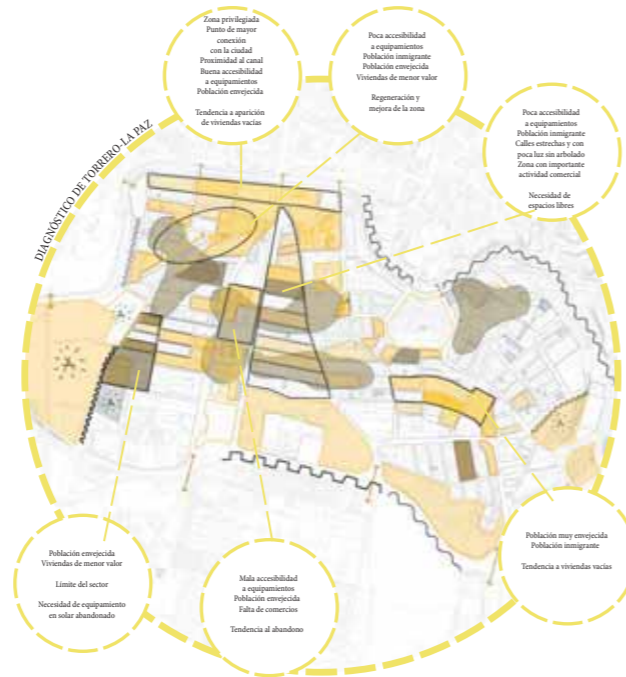 DIAGNÓSTICO DE TORRERO-LA PAZ
Zona privilegiada
Punto de mayor
conexión
con la ciudad
Proximidad al canal
Buena accesibilidad
a equipamientos
Población envejecida
Tendencia a aparición
de viviendas vacías
Poca accesibilidad
a equipamientos
Población inmigrante
Población envejecida
Viviendas de menor valor
Regeneración y
mejora de la zona
Poca accesibilidad
a equipamientos
Población inmigrante
Calles estrechas y con
poca luz sin arbolado
Zona con importante
actividad comercial
Necesidad de
espacios libres
Población envejecida
Viviendas de menor valor
Límite del sector
Necesidad de equipamiento
en solar abandonado
Mala accesibilidad
a equipamientos
Población envejecida
Falta de comercios
Tendencia al abandono
Población muy envejecida
Población inmigrante
Tendencia a viviendas vacías